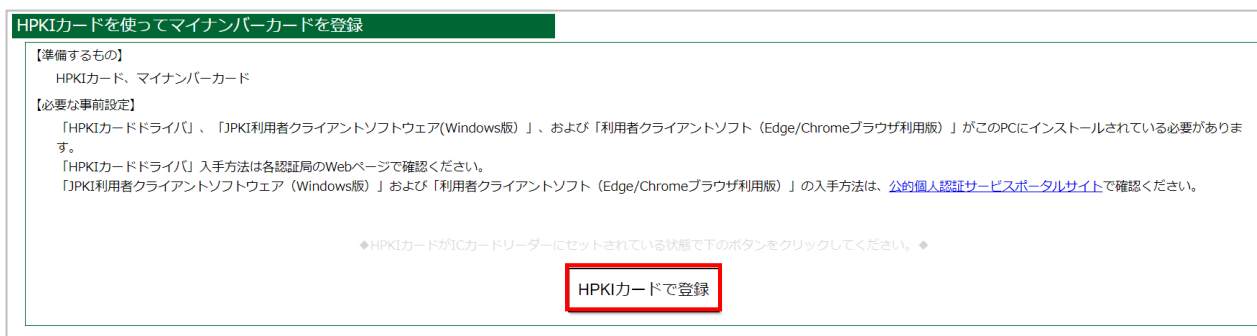 HPKIカードを使ってマイナンバーカードを登録
【準備するもの】
HPKIカード、マイナンバーカード
【必要な事前設定】
「HPKIカードドライバ」、「JPKI利用者クライアントソフトウェア(Windows版）」、および「利用者クライアントソフト（Edge/Chromeブラウザ利用版）」がこのPCにインストールされている必要がありま
す。
「HPKIカードドライバ」入手方法は各認証局のWebページで確認ください。
「JPKI利用者クライアントソフトウェア（Windows版）」および「利用者クライアントソフト（Edge/Chromeブラウザ利用版）」の入手方法は、公的個人認証サービスポータルサイトで確認ください。
◆HPKIカードがICカードリーダーにセットされている状態で下のボタンをクリックしてください。◆
HPKIカードで登録